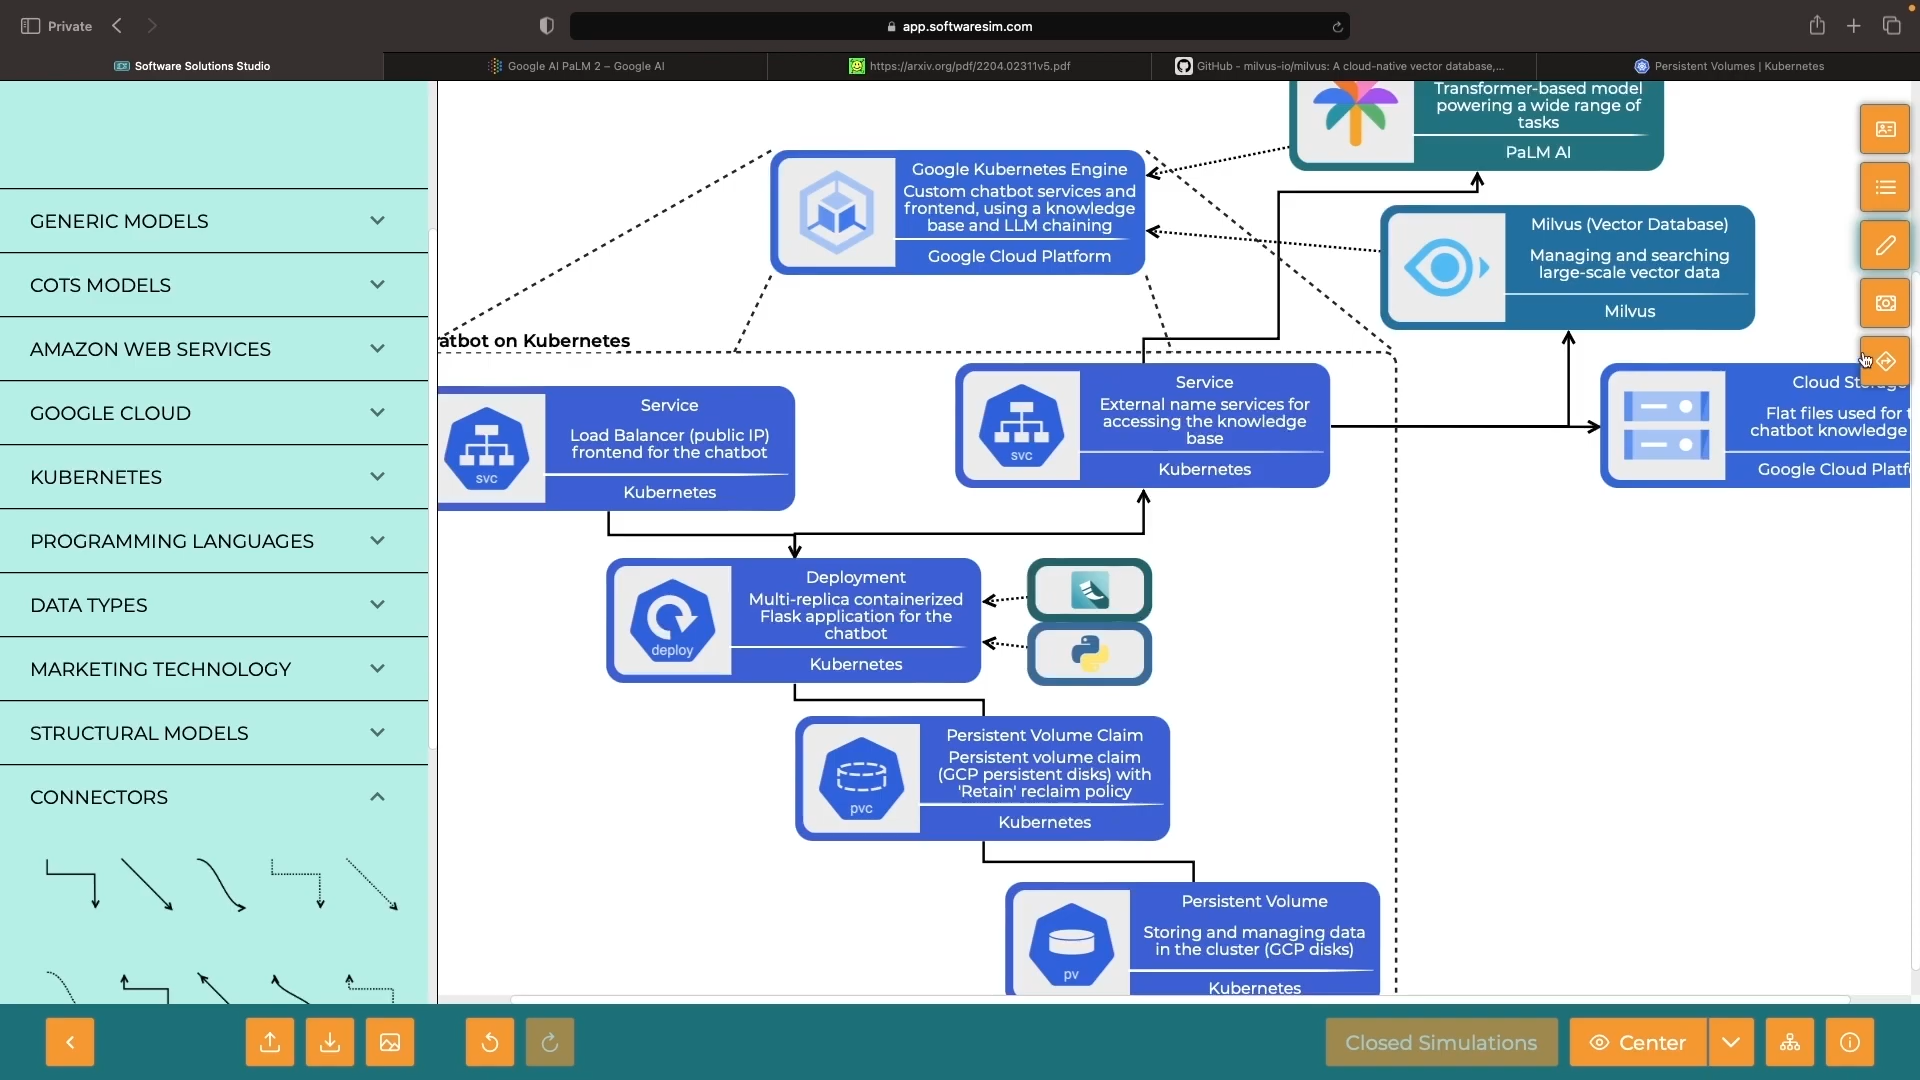 Private
app.softwaresim.com
Software Solutions Studio
Google AI PaLM 2 – Google AI
https://arxiv.org/pdf/2204.02311v5.pdf
GitHub - milvus-io/milvus: A cloud-native vector database,...
Persistent Volumes | Kubernetes
GENERIC MODELS
COTS MODELS
AMAZON WEB SERVICES
GOOGLE CLOUD
KUBERNETES
PROGRAMMING LANGUAGES
DATA TYPES
MARKETING TECHNOLOGY
STRUCTURAL MODELS
CONNECTORS
Transformer-based model
powering a wide range of
tasks
PaLM AI
Google Kubernetes Engine
Custom chatbot services and
frontend, using a knowledge
base and LLM chaining
Google Cloud Platform
Milvus (Vector Database)
Managing and searching
large-scale vector data
Milvus
atbot on Kubernetes
svc
Service
Load Balancer (public IP)
frontend for the chatbot
Kubernetes
svc
Service
External name services for
accessing the knowledge
base
Kubernetes
Cloud Storage
Flat files used for
chatbot knowledge
Google Cloud Platf
deploy
Deployment
Multi-replica containerized
Flask application for the
chatbot
Kubernetes
pvc
Persistent Volume Claim
Persistent volume claim
(GCP persistent disks) with
'Retain' reclaim policy
Kubernetes
pv
Persistent Volume
Storing and managing data
in the cluster (GCP disks)
Kubernetes
Closed Simulations
Center